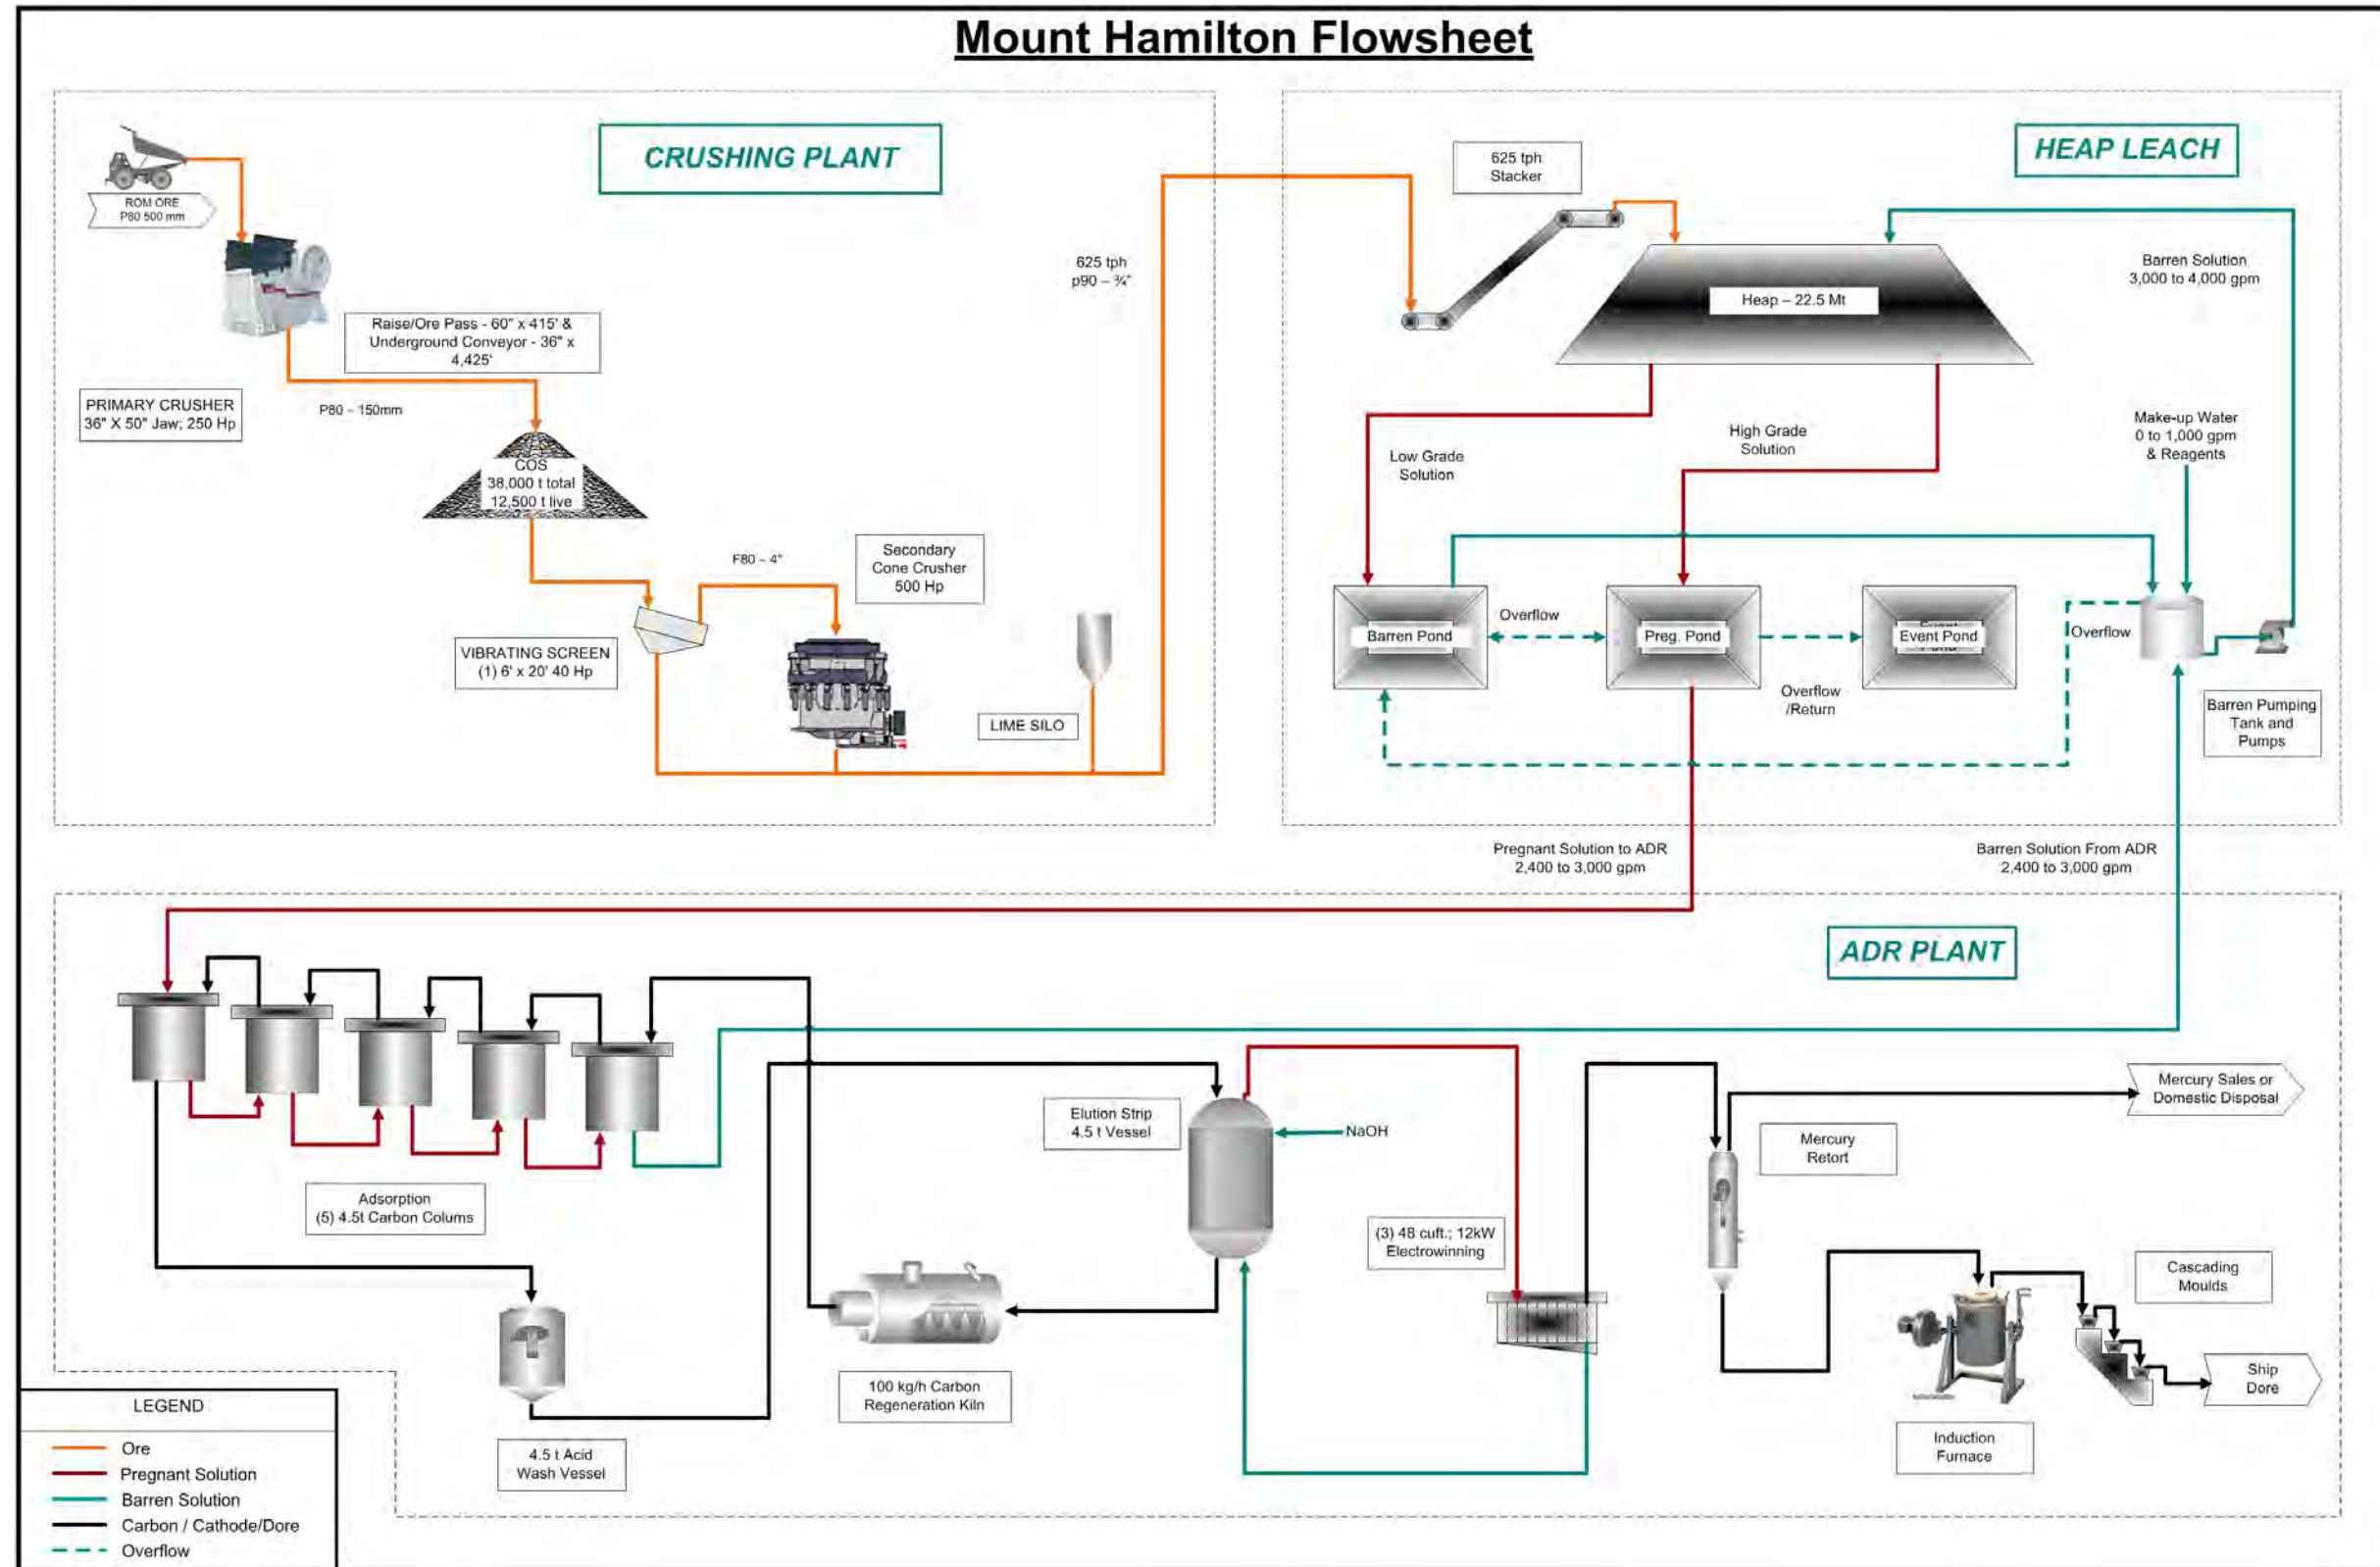 Mount Hamilton Flowsheet
CRUSHING PLANT
ROM ORE
P80 500 mm
PRIMARY CRUSHER
36" X 50" Jaw; 250 Hp
Raise/Ore Pass - 60" x 415' &
Underground Conveyor - 36" x
4,425'
P80 – 150mm
COS
38,000 t total
12,500 t live
VIBRATING SCREEN
(1) 6' x 20' 40 Hp
F80 – 4"
Secondary
Cone Crusher
500 Hp
LIME SILO
625 tph
p90 – ¾"
HEAP LEACH
625 tph
Stacker
Heap – 22.5 Mt
Barren Solution
3,000 to 4,000 gpm
Low Grade
Solution
High Grade
Solution
Make-up Water
0 to 1,000 gpm
& Reagents
Barren Pond
Overflow
Preg. Pond
Overflow
/Return
Event Pond
Overflow
Barren Pumping
Tank and
Pumps
Pregnant Solution to ADR
2,400 to 3,000 gpm
Barren Solution From ADR
2,400 to 3,000 gpm
ADR PLANT
Adsorption
(5) 4.5t Carbon Colums
4.5 t Acid
Wash Vessel
100 kg/h Carbon
Regeneration Kiln
Elution Strip
4.5 t Vessel
NaOH
(3) 48 cuft.; 12kW
Electrowinning
Mercury
Retort
Mercury Sales or
Domestic Disposal
Induction
Furnace
Cascading
Moulds
Ship
Dore
LEGEND
Ore
Pregnant Solution
Barren Solution
Carbon / Cathode/Dore
Overflow